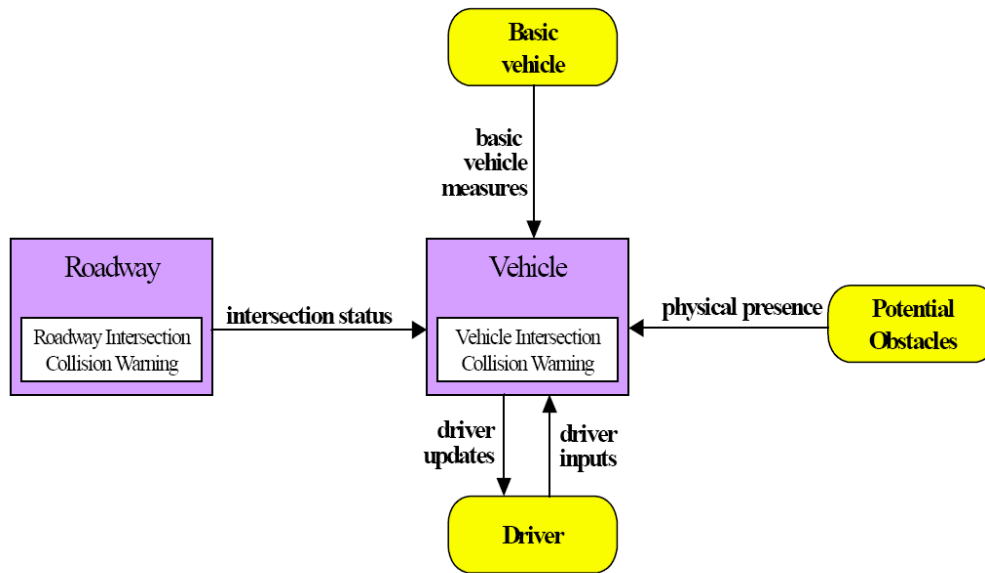 Basic
vehicle
basic
vehicle
measures
Roadway
Roadway Intersection
Collision Warning
intersection status
Vehicle
Vehicle Intersection
Collision Warning
physical presence
Potential
Obstacles
driver
updates
driver
inputs
Driver